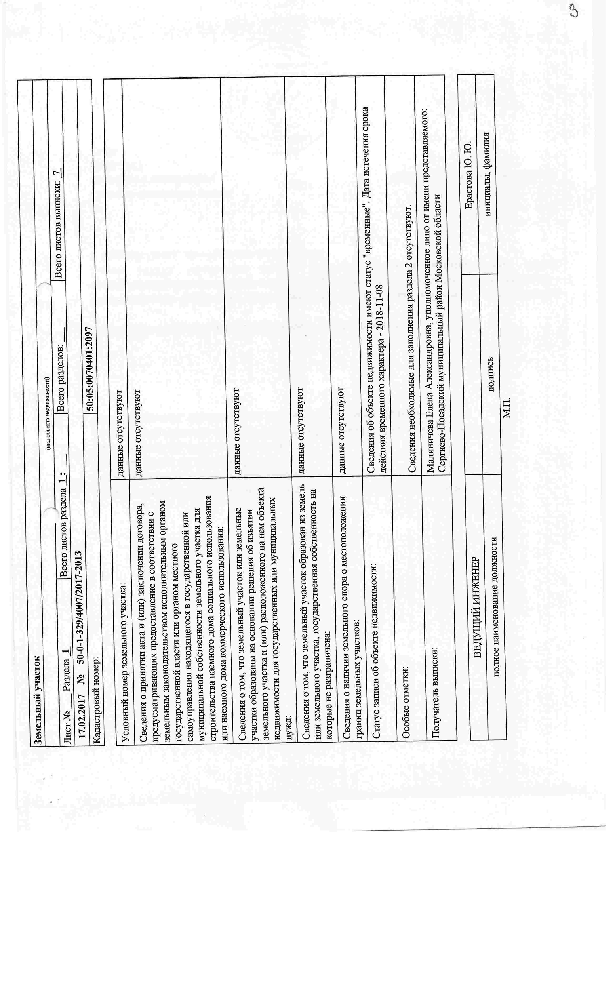 3
Земельный участок
(вид объекта недвижимости)
Лист № ___ Раздела 1 Всего листов раздела 1 : ___ Всего разделов: ___ Всего листов выписки: 7
17.02.2017 № 50-0-1-329/4007/2017-2013
Кадастровый номер: 50:05:0070401:2097
Условный номер земельного участка: данные отсутствуют
Сведения о принятии акта и (или) заключении договора,
предусматривающих предоставление в соответствии с
земельным законодательством исполнительным органом
государственной власти или органом местного
самоуправления находящегося в государственной или
муниципальной собственности земельного участка для
строительства наемного дома социального использования
или наемного дома коммерческого использования:
данные отсутствуют
Сведения о том, что земельный участок или земельные
участки образованы на основании решения об изъятии
земельного участка и (или) расположенного на нем объекта
недвижимости для государственных или муниципальных
нужд:
данные отсутствуют
Сведения о том, что земельный участок образован из земель
или земельного участка, государственная собственность на
которые не разграничена:
данные отсутствуют
Сведения о наличии земельного спора о местоположении
границ земельных участков:
данные отсутствуют
Статус записи об объекте недвижимости:
Сведения об объекте недвижимости имеют статус "временные". Дата истечения срока
действия временного характера - 2018-11-08
Особые отметки:
Сведения необходимые для заполнения раздела 2 отсутствуют.
Получатель выписки:
Малиничева Елена Александровна, уполномоченное лицо от имени представляемого:
Сергиево-Посадский муниципальный район Московской области
ВЕДУЩИЙ ИНЖЕНЕР Ерастова Ю. Ю.
полное наименование должности подпись инициалы, фамилия
М.П.